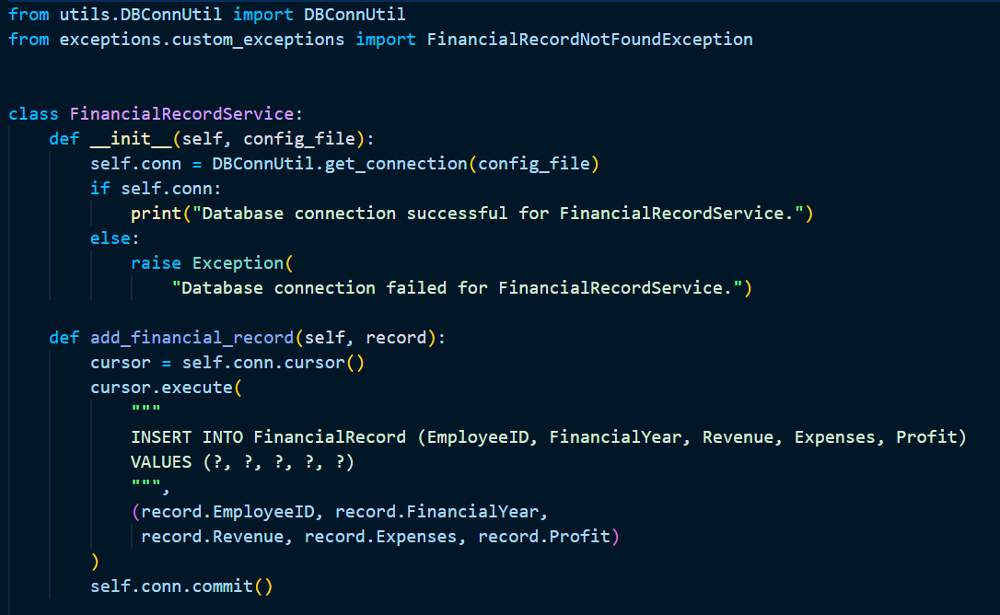 from utils.DBConnUtil import DBConnUtil
from exceptions.custom_exceptions import FinancialRecordNotFoundException


class FinancialRecordService:
    def __init__(self, config_file):
        self.conn = DBConnUtil.get_connection(config_file)
        if self.conn:
            print("Database connection successful for FinancialRecordService.")
        else:
            raise Exception(
                "Database connection failed for FinancialRecordService.")

    def add_financial_record(self, record):
        cursor = self.conn.cursor()
        cursor.execute(
            """
            INSERT INTO FinancialRecord (EmployeeID, FinancialYear, Revenue, Expenses, Profit)
            VALUES (?, ?, ?, ?, ?)
            """,
            (record.EmployeeID, record.FinancialYear,
             record.Revenue, record.Expenses, record.Profit)
        )
        self.conn.commit()